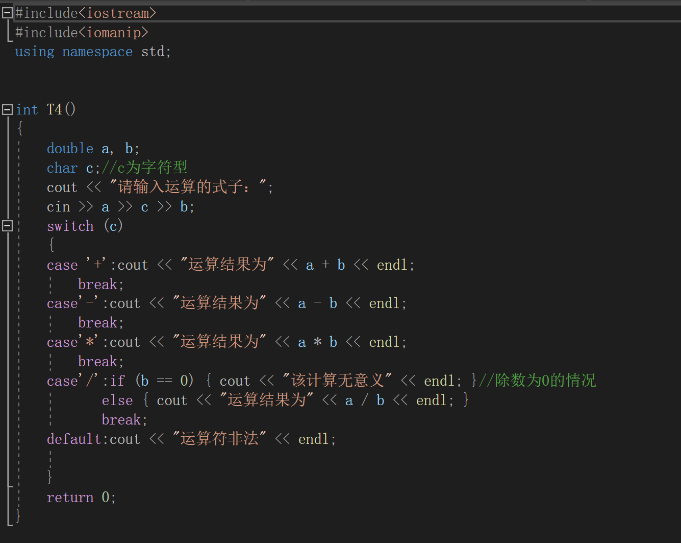 #include<iostream>
#include<iomanip>
using namespace std;
int T4()
{
double a, b;
char c;//c为字符型
cout << "请输入运算的式子：";
cin >> a >> c >> b;
switch (c)
{
case '+':cout << "运算结果为" << a + b << endl;
break;
case'-':cout << "运算结果为" << a - b << endl;
break;
case'*':cout << "运算结果为" << a * b << endl;
break;
case'/':if (b == 0) { cout << "该计算无意义" << endl; }//除数为0的情况
else { cout << "运算结果为" << a / b << endl; }
break;
default:cout << "运算符非法" << endl;
}
return 0;
}